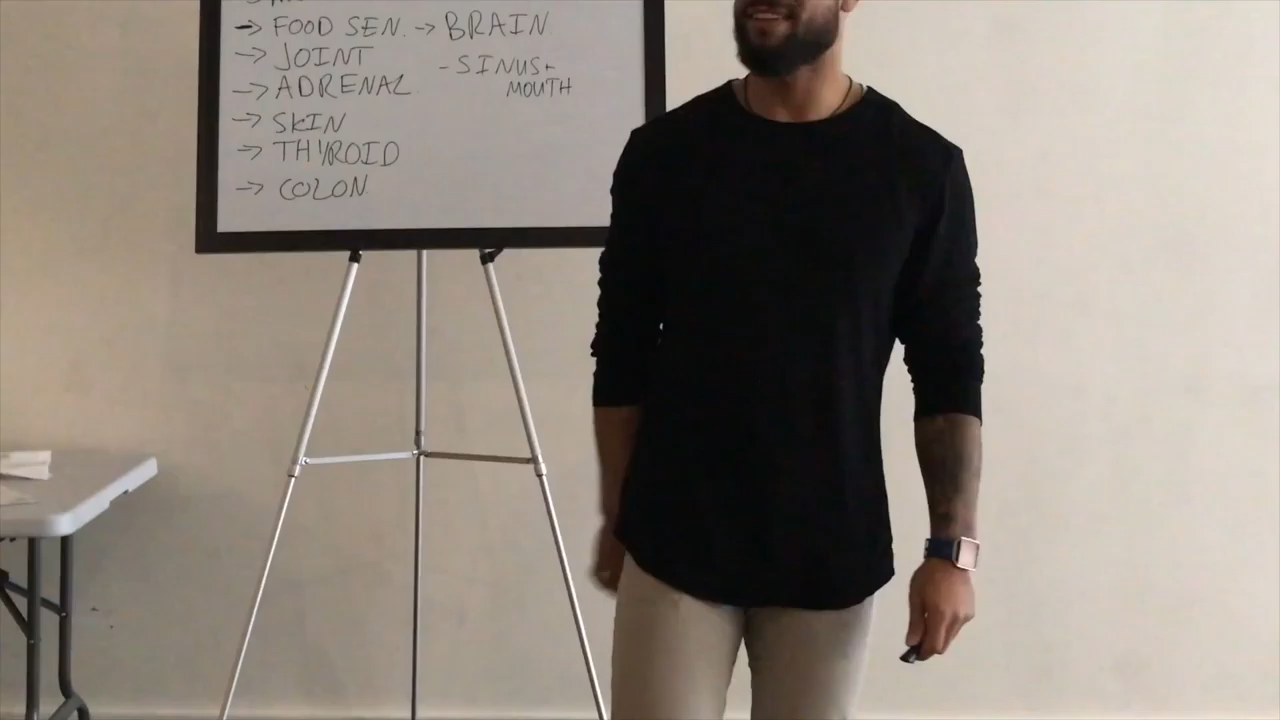 → FOOD SEN. → BRAIN
→ JOINT
- SINUS+
→ ADRENAL
MOUTH
→ SKIN
→ THYROID
→ COLON